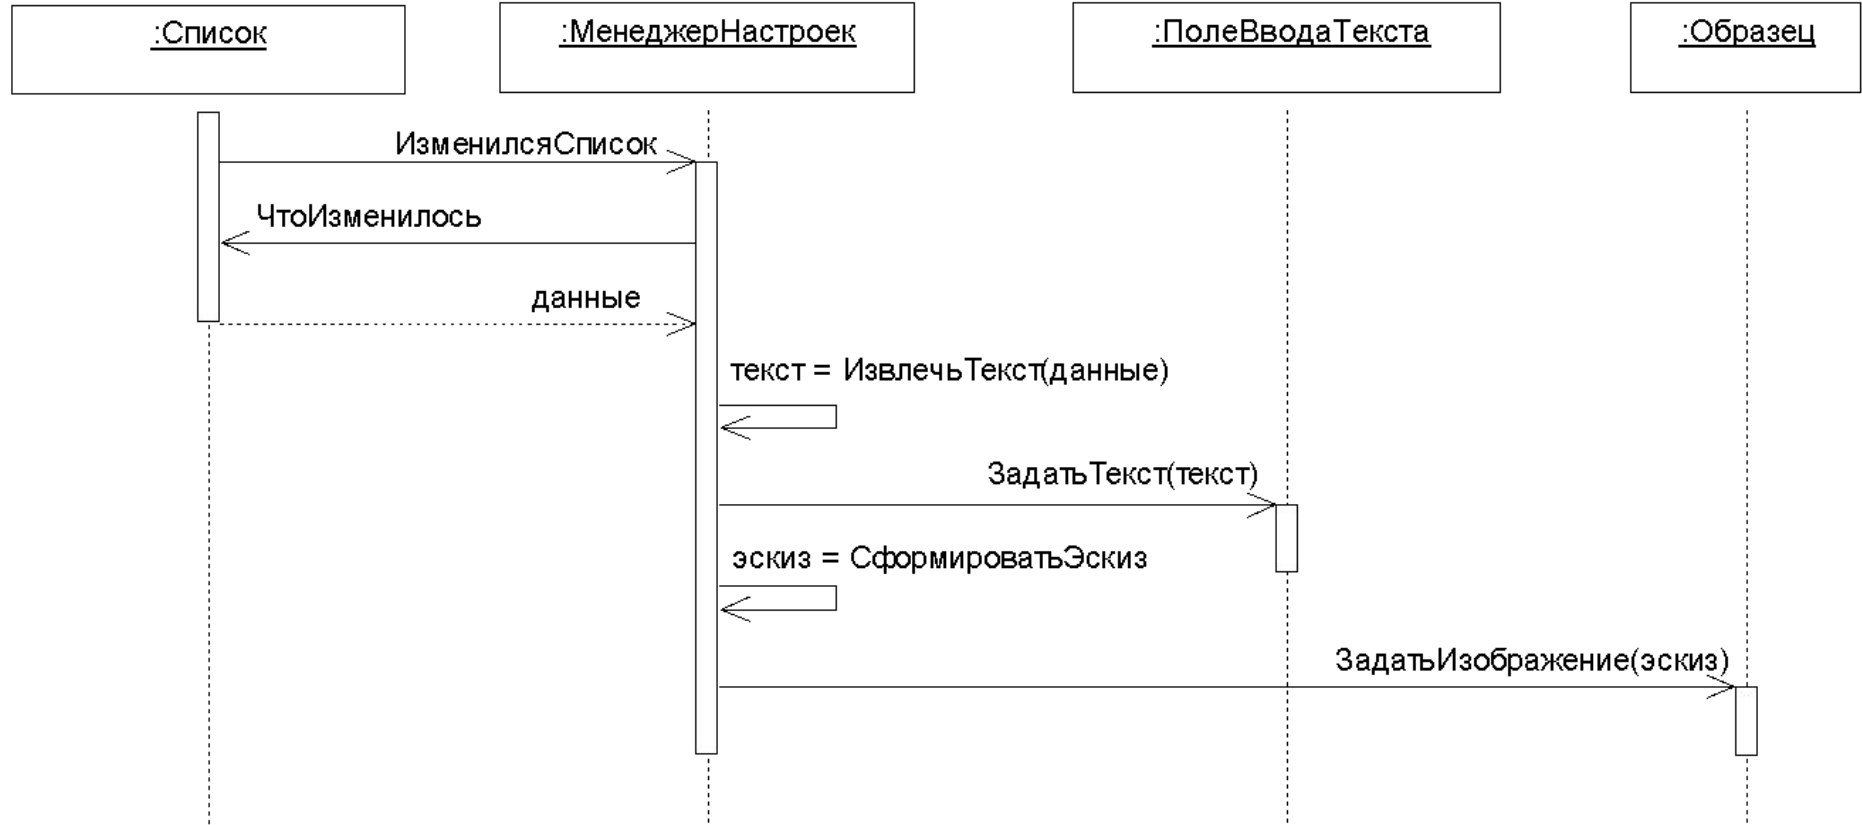 :Список
:МенеджерНастроек
:ПолеВводаТекста
:Образец
ИзменилсяСписок
ЧтоИзменилось
данные
текст = ИзвлечьТекст(данные)
ЗадатьТекст(текст)
эскиз = СформироватьЭскиз
ЗадатьИзображение(эскиз)